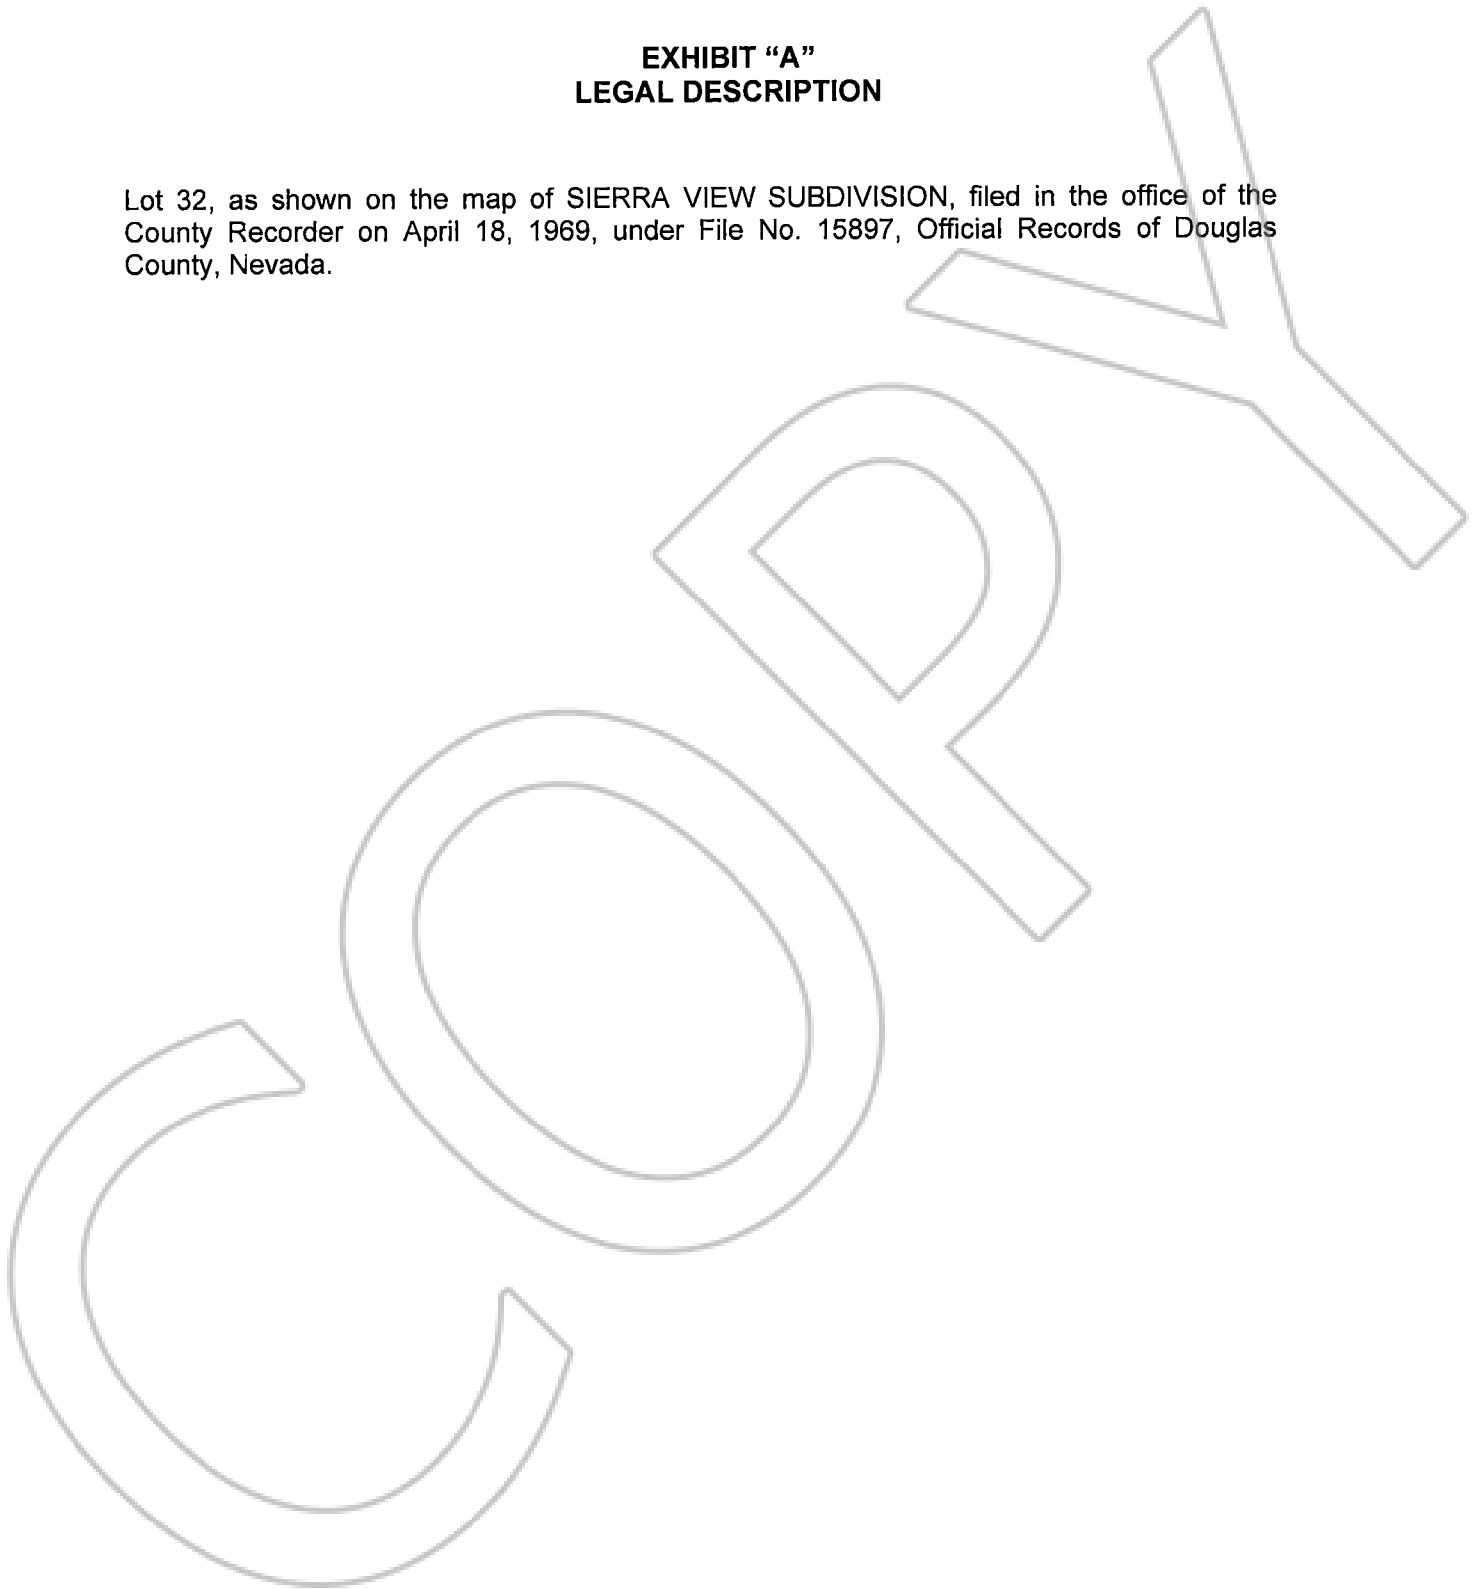 EXHIBIT “A”
LEGAL DESCRIPTION
Lot 32, as shown on the map of SIERRA VIEW SUBDIVISION, filed in the office of the
County Recorder on April 18, 1969, under File No. 15897, Official Records of Douglas
County, Nevada.
COPY